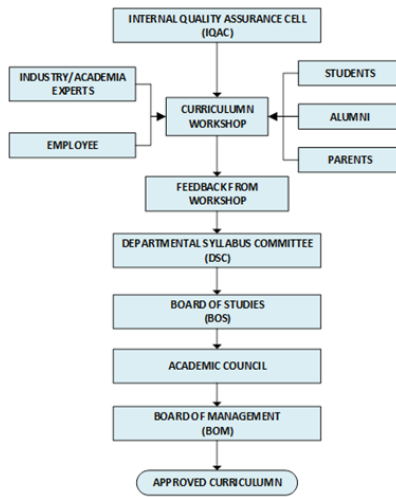 INTERNAL QUALITY ASSURANCE CELL
(IQAC)
INDUSTRY/ACADEMIA
EXPERTS
EMPLOYEE
CURRICULUMN
WORKSHOP
STUDENTS
ALUMNI
PARENTS
FEEDBACK FROM
WORKSHOP
DEPARTMENTAL SYLLABUS COMMITTEE
(DSC)
BOARD OF STUDIES
(BOS)
ACADEMIC COUNCIL
BOARD OF MANAGEMENT
(BOM)
APPROVED CURRICULUMN